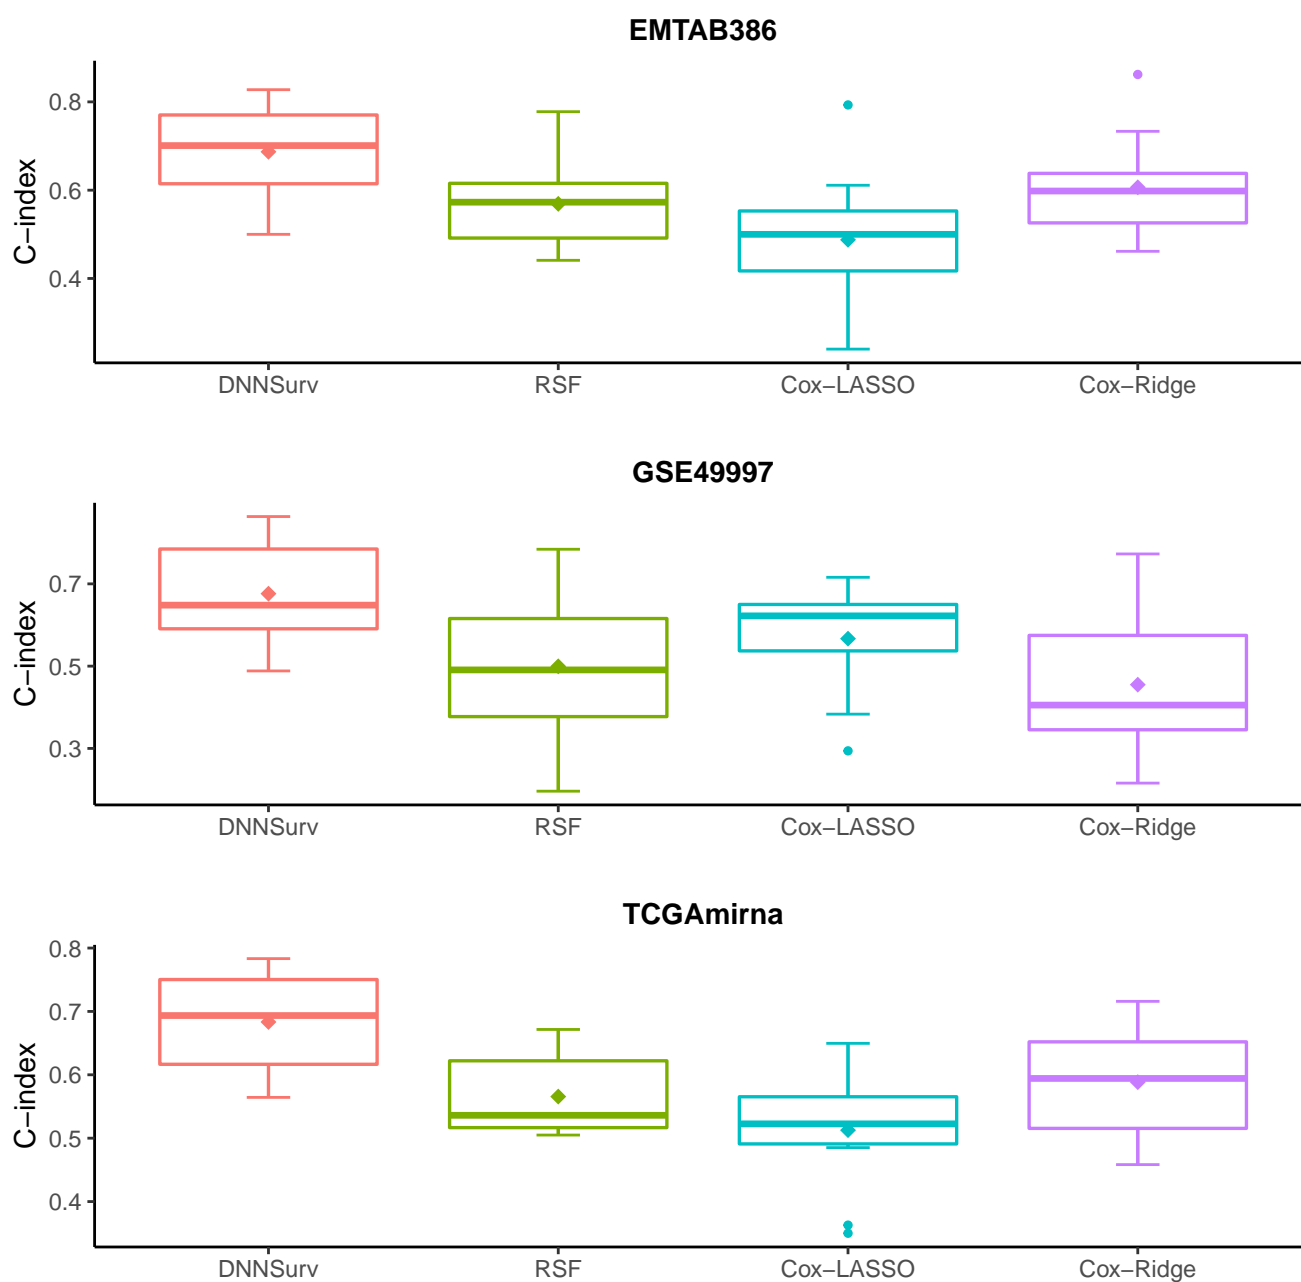 EMTAB386
C−index
0.8
0.6
0.4
DNNSurv RSF Cox−LASSO Cox−Ridge
GSE49997
C−index
0.7
0.5
0.3
DNNSurv RSF Cox−LASSO Cox−Ridge
TCGAmirna
C−index
0.8
0.7
0.6
0.5
0.4
DNNSurv RSF Cox−LASSO Cox−Ridge